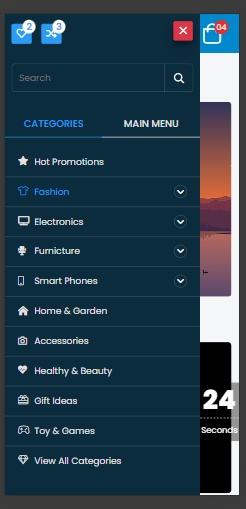 2
3
04
Search
CATEGORIES
MAIN MENU
Hot Promotions
Fashion
Electronics
Furnicture
Smart Phones
Home & Garden
Accessories
Healthy & Beauty
Gift Ideas
Toy & Games
View All Categories
24
Seconds